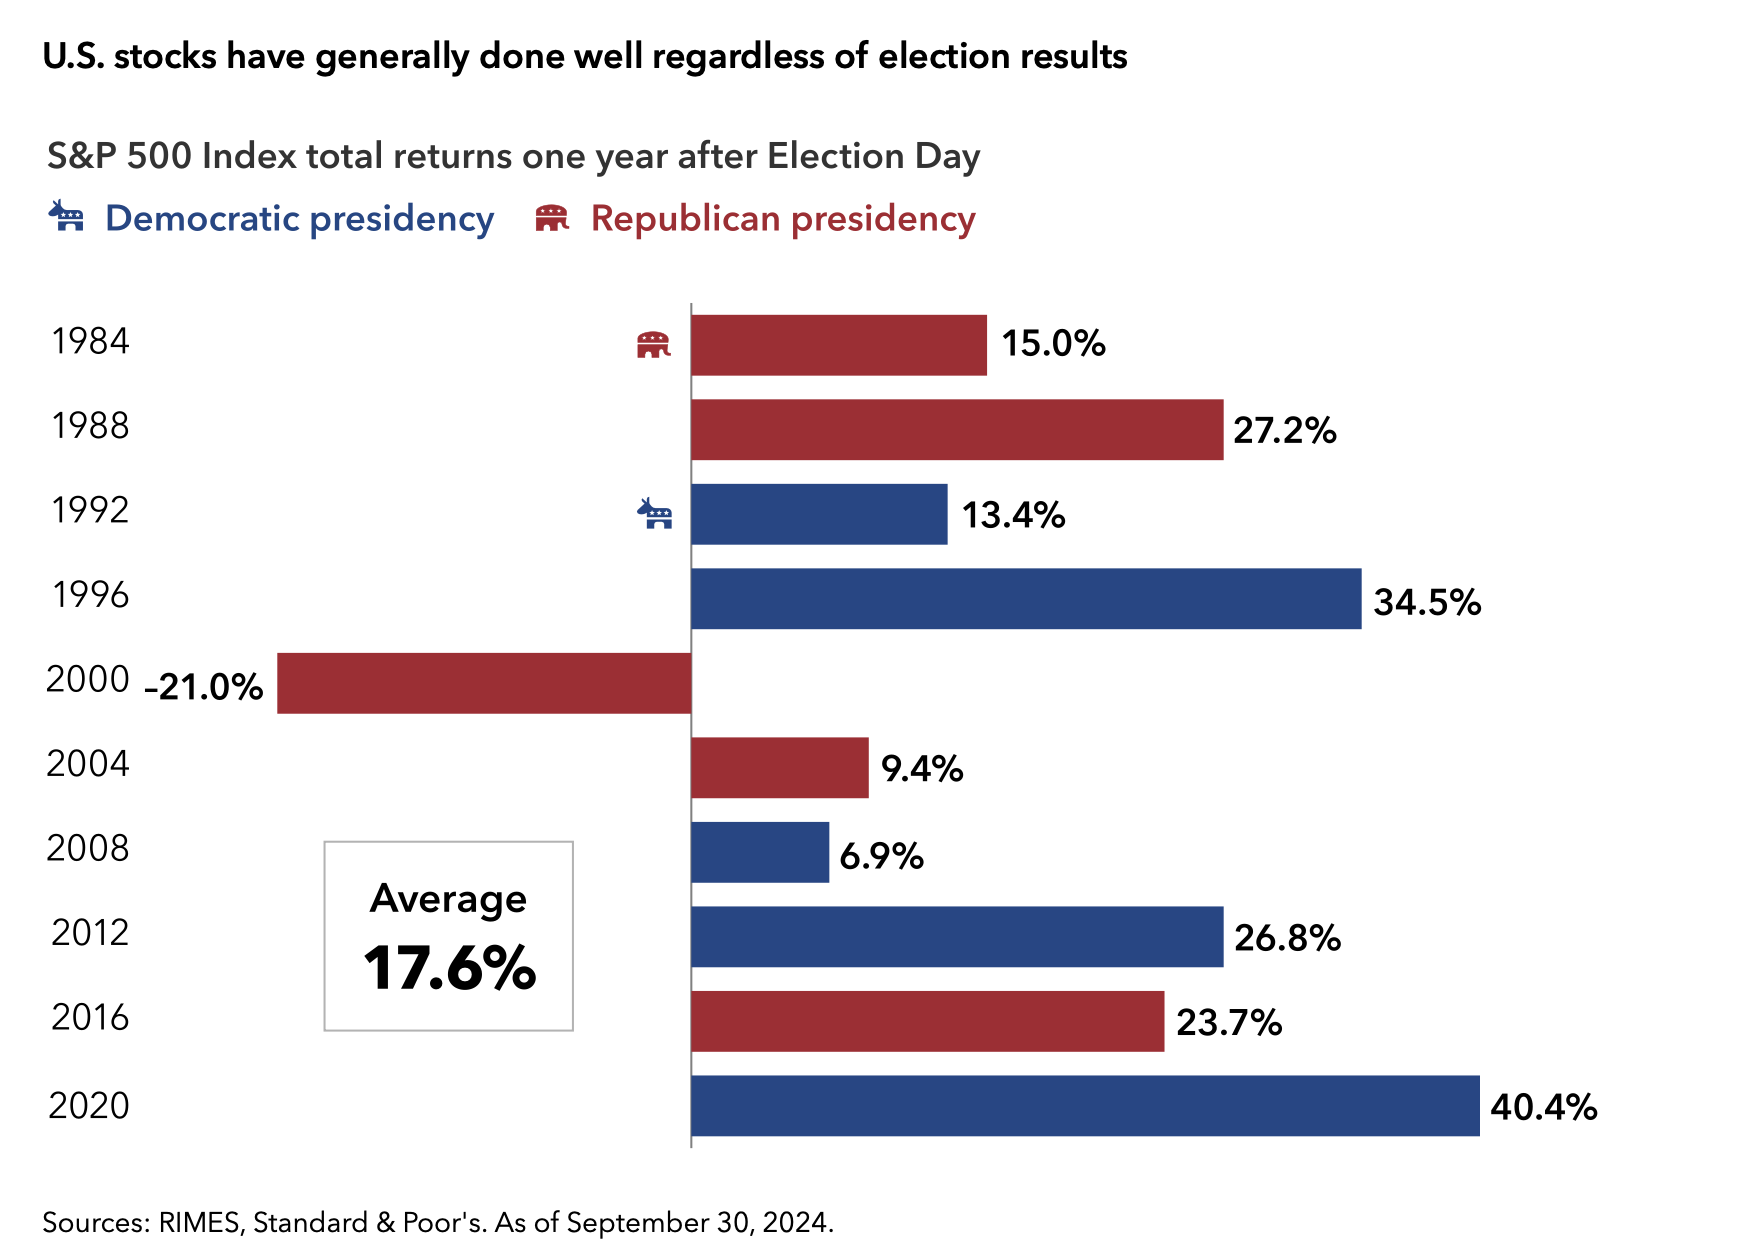 U.S. stocks have generally done well regardless of election results
S&P 500 Index total returns one year after Election Day
Democratic presidency Republican presidency
1984 15.0%
1988 27.2%
1992 13.4%
1996 34.5%
2000 –21.0%
2004 9.4%
2008 6.9%
Average
17.6%
2012 26.8%
2016 23.7%
2020 40.4%
Sources: RIMES, Standard & Poor's. As of September 30, 2024.